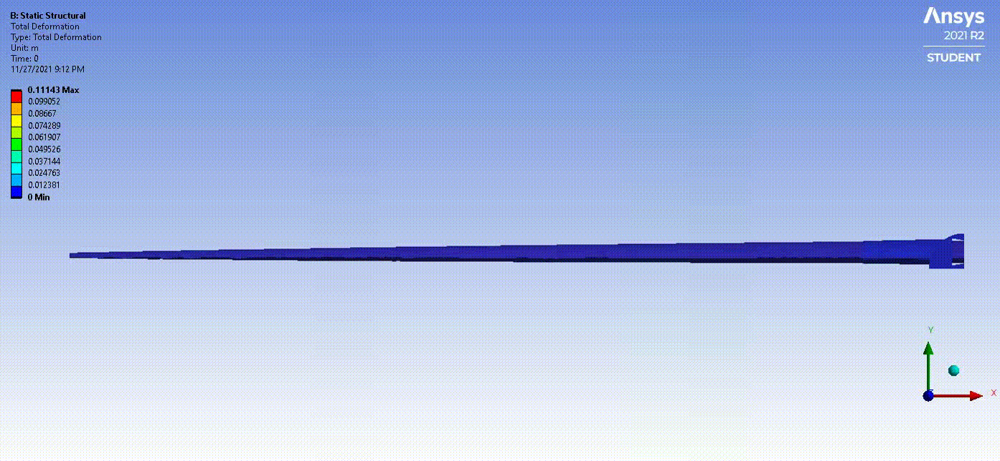 B: Static Structural
Total Deformation
Type: Total Deformation
Unit: m
Time: 0
11/27/2021 9:12 PM
0.11143 Max
0.099052
0.08667
0.074289
0.061907
0.049526
0.037144
0.024763
0.012381
0 Min
Ansys
2021 R2
STUDENT
Y
X